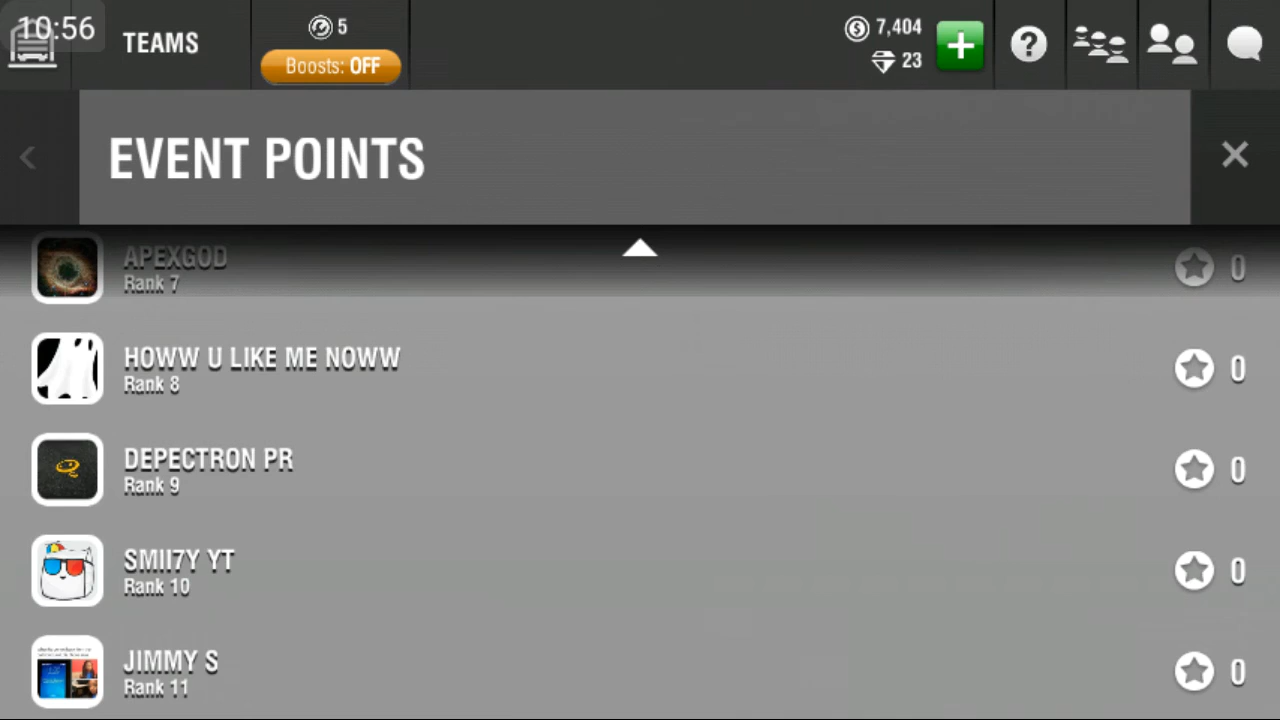 10:56
TEAMS
5
Boosts: OFF
7,404
23
EVENT POINTS
APEXGOD
Rank 7
0
HOWW U LIKE ME NOWW
Rank 8
0
DEPECTRON PR
Rank 9
0
SMII7Y YT
Rank 10
0
JIMMY S
Rank 11
0